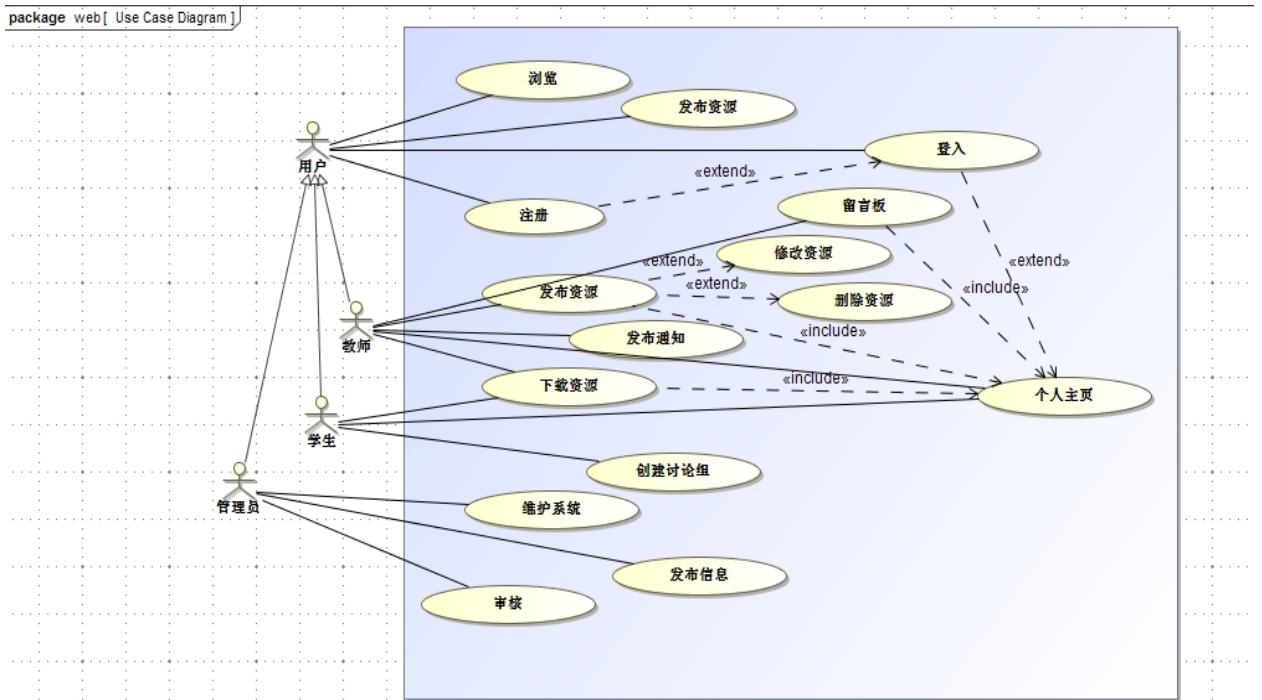 package web[ Use Case Diagram ]
浏览
发布资源
用户
登入
«extend»
注册
留言板
修改资源
«extend»
«extend»
«extend»
«include»
发布资源
删除资源
教师
发布通知
«include»
下载资源
«include»
个人主页
学生
创建讨论组
管理员
维护系统
发布信息
审核